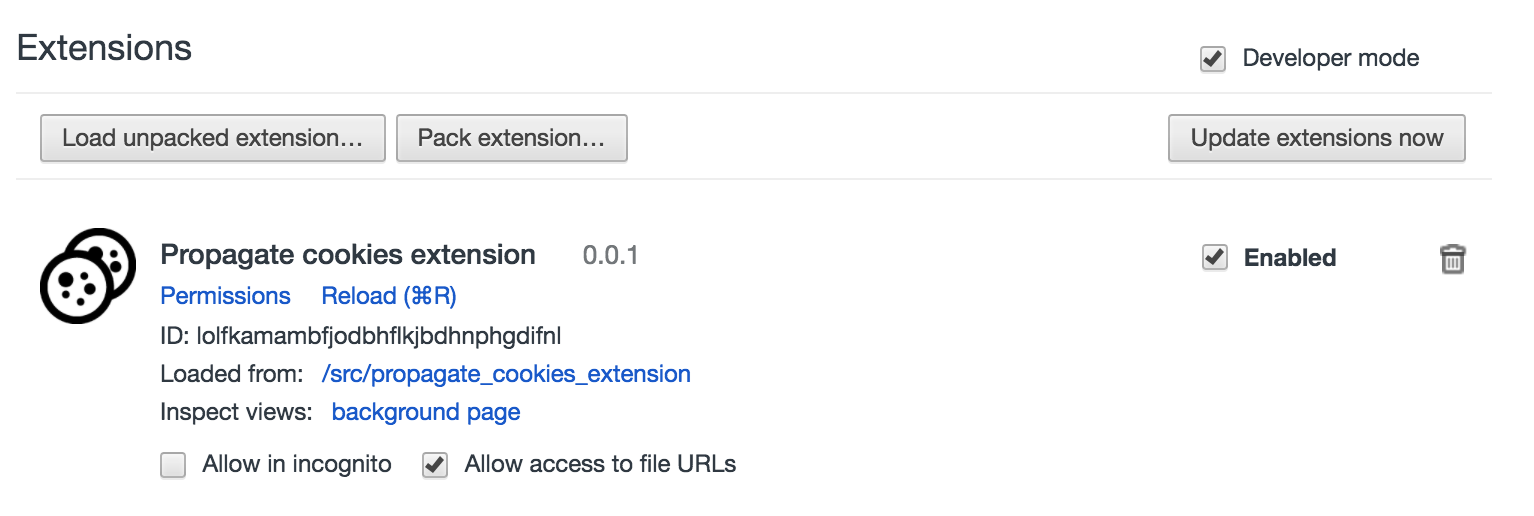 Extensions
Developer mode
Load unpacked extension...
Pack extension...
Update extensions now
Propagate cookies extension 0.0.1
Enabled
Permissions Reload (⌘R)
ID: lolfkamambfjodbhflkjbdhnphgdifnl
Loaded from: /src/propagate_cookies_extension
Inspect views: background page
Allow in incognito
Allow access to file URLs